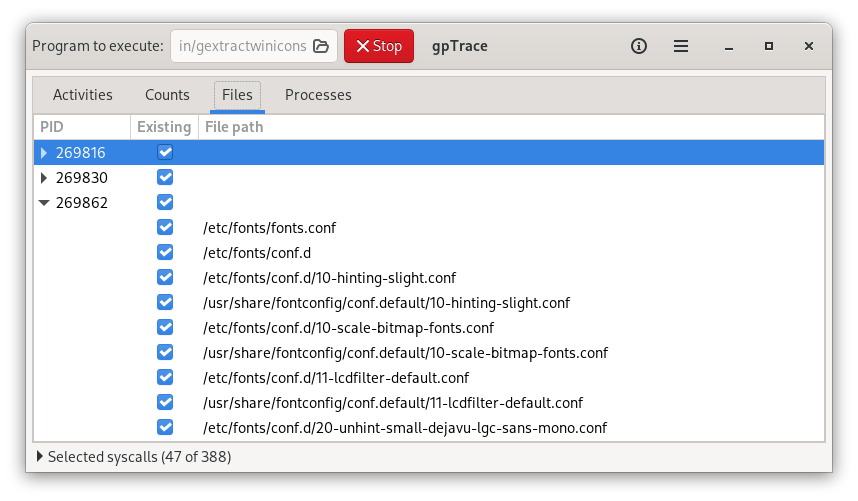 Program to execute: in/gextractwinicons Stop gpTrace
Activities Counts Files Processes
PID Existing File path
269816
269830
269862
/etc/fonts/fonts.conf
/etc/fonts/conf.d
/etc/fonts/conf.d/10-hinting-slight.conf
/usr/share/fontconfig/conf.default/10-hinting-slight.conf
/etc/fonts/conf.d/10-scale-bitmap-fonts.conf
/usr/share/fontconfig/conf.default/10-scale-bitmap-fonts.conf
/etc/fonts/conf.d/11-lcdfilter-default.conf
/usr/share/fontconfig/conf.default/11-lcdfilter-default.conf
/etc/fonts/conf.d/20-unhint-small-dejavu-lgc-sans-mono.conf
Selected syscalls (47 of 388)